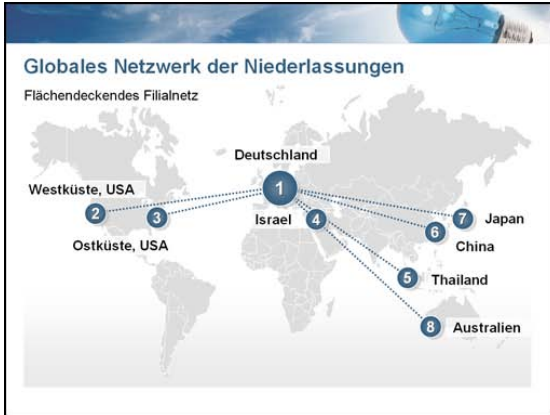 Globales Netzwerk der Niederlassungen
Flächendeckendes Filialnetz
Deutschland
1
Westküste, USA
2
3
Ostküste, USA
Israel
4
7
Japan
6
China
5
Thailand
8
Australien